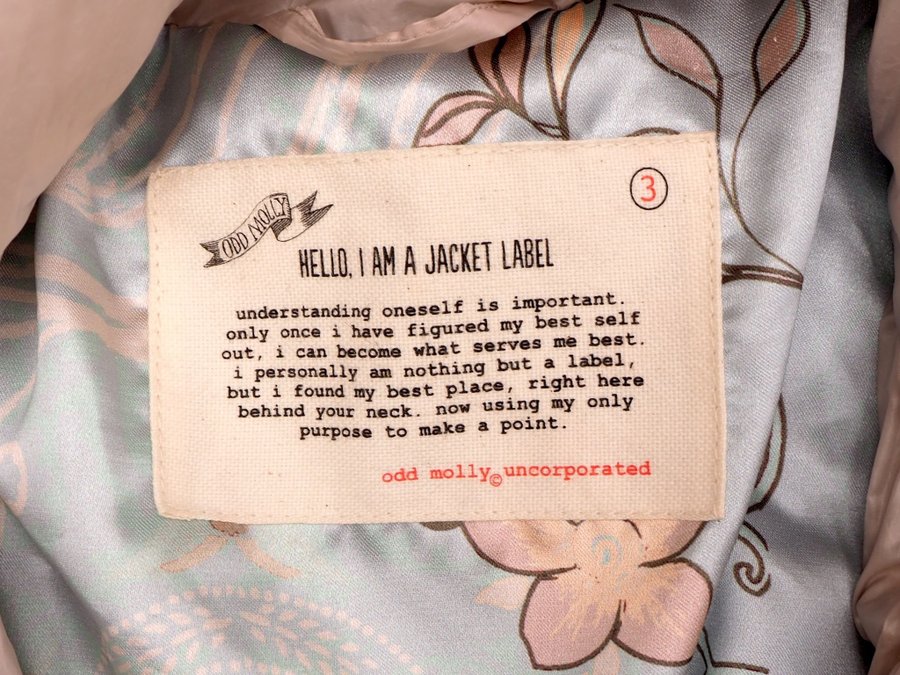 3
ODD MOLLY
HELLO, I AM A JACKET LABEL
understanding oneself is important.
only once i have figured my best self
out, i can become what serves me best.
i personally am nothing but a label,
but i found my best place, right here
behind your neck. now using my only
purpose to make a point.
odd molly©uncorporated